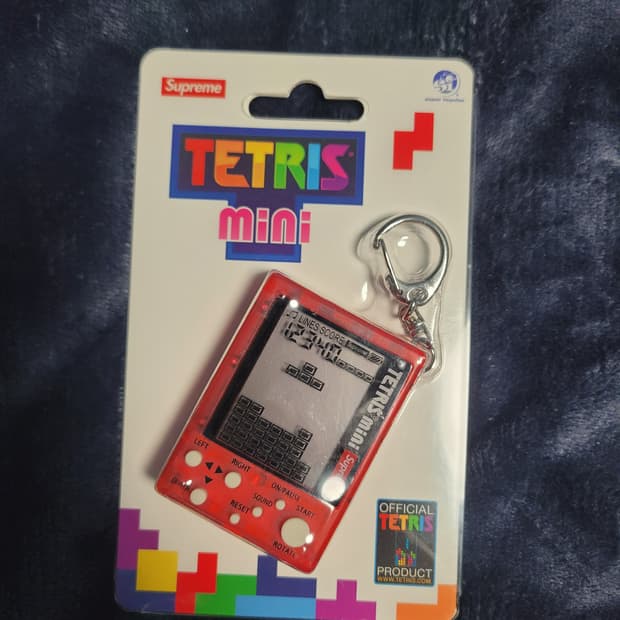 Supreme
TETRIS
mini
LINES SCORE
TETRIS mini
LEFT
RIGHT
DOWN
ON/PAUSE
SOUND
START
RESET
ROTATE
OFFICIAL
TETRIS
PRODUCT
WWW.TETRIS.COM